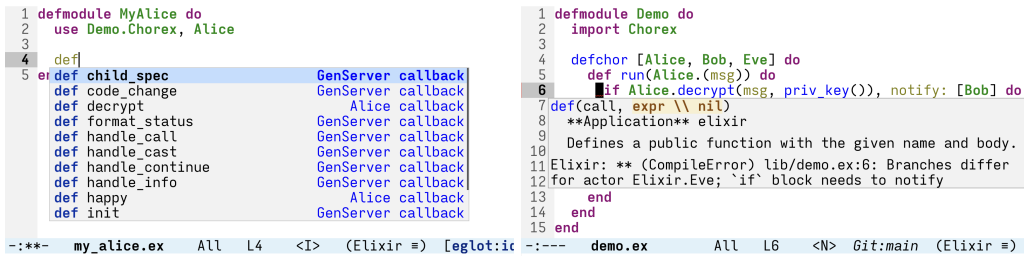 1 defmodule MyAlice do
2 use Demo.Chorex, Alice
3
4 def
5 en
def child_spec GenServer callback
def code_change GenServer callback
def decrypt Alice callback
def format_status GenServer callback
def handle_call GenServer callback
def handle_cast GenServer callback
def handle_continue GenServer callback
def handle_info GenServer callback
def happy Alice callback
def init GenServer callback
-:**- my_alice.ex All L4 <I> (Elixir ≡) [eglot:id
1 defmodule Demo do
2 import Chorex
3
4 defchor [Alice, Bob, Eve] do
5 def run(Alice.(msg)) do
6 if Alice.decrypt(msg, priv_key()), notify: [Bob] do
7 def(call, expr \\ nil)
8 **Application** elixir
9
10 Defines a public function with the given name and body.
11 Elixir: ** (CompileError) lib/demo.ex:6: Branches differ
12 for actor Elixir.Eve; `if` block needs to notify
13 end
14 end
15 end
-:--- demo.ex All L6 <N> Git:main (Elixir ≡)